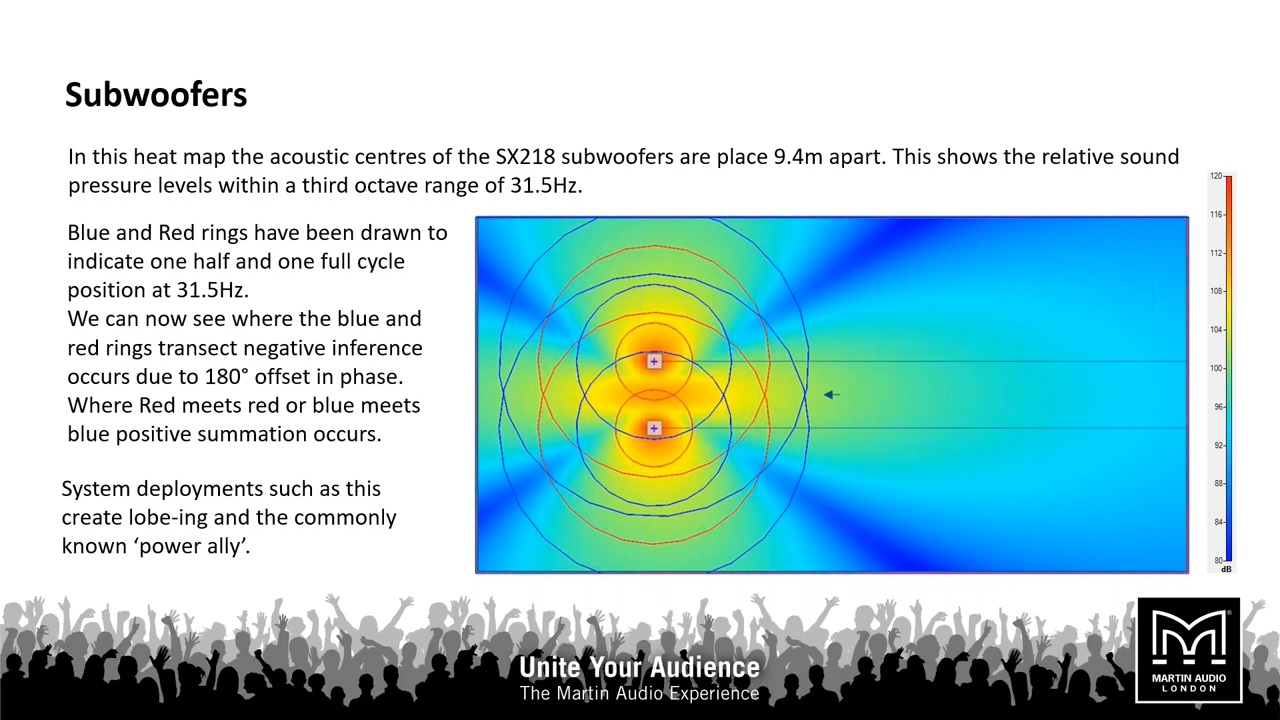 Subwoofers
In this heat map the acoustic centres of the SX218 subwoofers are place 9.4m apart. This shows the relative sound
pressure levels within a third octave range of 31.5Hz.
Blue and Red rings have been drawn to
indicate one half and one full cycle
position at 31.5Hz.
We can now see where the blue and
red rings transect negative inference
occurs due to 180° offset in phase.
Where Red meets red or blue meets
blue positive summation occurs.
System deployments such as this
create lobe-ing and the commonly
known ‘power ally’.
120
116
112
108
104
100
96
92
88
84
80
dB
Unite Your Audience
The Martin Audio Experience
®
MARTIN AUDIO
LONDON